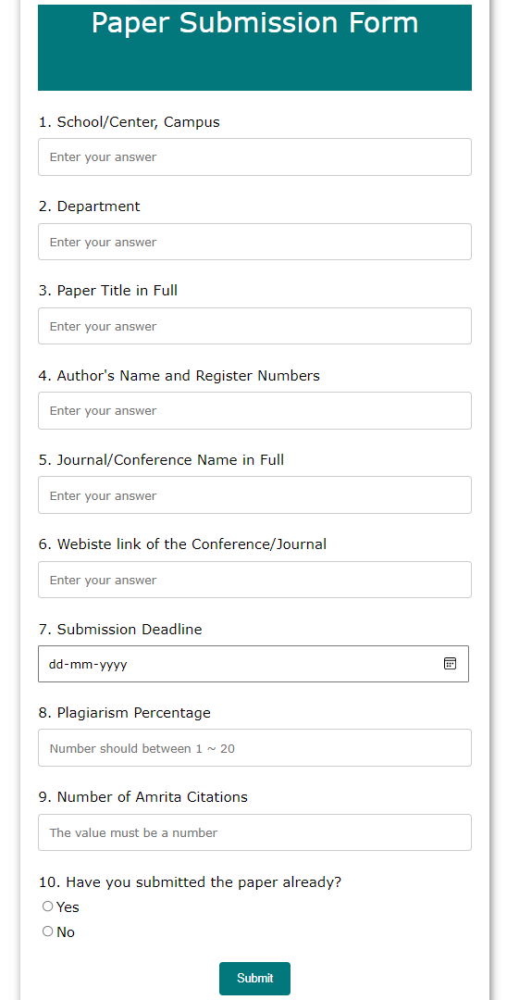 Paper Submission Form
1. School/Center, Campus
Enter your answer
2. Department
Enter your answer
3. Paper Title in Full
Enter your answer
4. Author's Name and Register Numbers
Enter your answer
5. Journal/Conference Name in Full
Enter your answer
6. Webiste link of the Conference/Journal
Enter your answer
7. Submission Deadline
dd-mm-yyyy
8. Plagiarism Percentage
Number should between 1 ~ 20
9. Number of Amrita Citations
The value must be a number
10. Have you submitted the paper already?
Yes
No
Submit